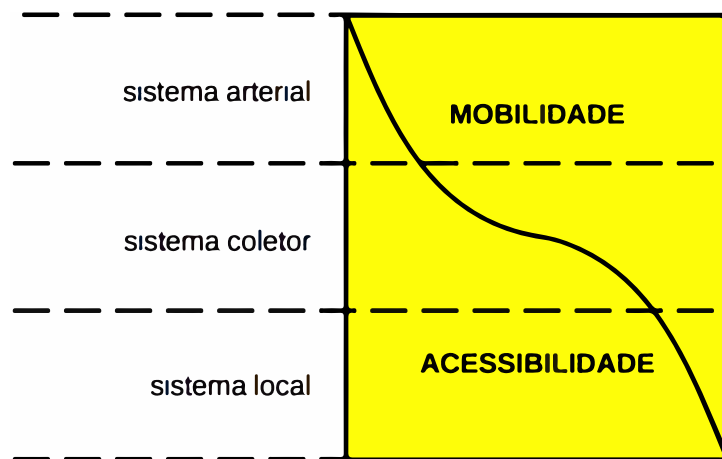 sistema arterial
MOBILIDADE
sistema coletor
ACESSIBILIDADE
sistema local